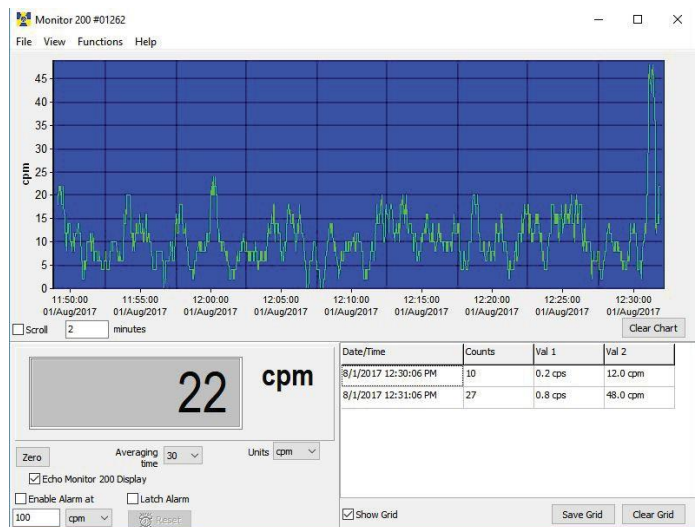 Monitor 200 #01262
File View Functions Help
cpm
45
40
35
30
25
20
15
10
5
0
11:50:00 11:55:00 12:00:00 12:05:00 12:10:00 12:15:00 12:20:00 12:25:00 12:30:00
01/Aug/2017 01/Aug/2017 01/Aug/2017 01/Aug/2017 01/Aug/2017 01/Aug/2017 01/Aug/2017 01/Aug/2017 01/Aug/2017
Scroll 2 minutes Clear Chart
22 cpm
Zero Averaging time 30 Units cpm
Echo Monitor 200 Display
Enable Alarm at Latch Alarm
100 cpm Reset
Date/Time Counts Val 1 Val 2
8/1/2017 12:30:06 PM 10 0.2 cps 12.0 cpm
8/1/2017 12:31:06 PM 27 0.8 cps 48.0 cpm
Show Grid Save Grid Clear Grid